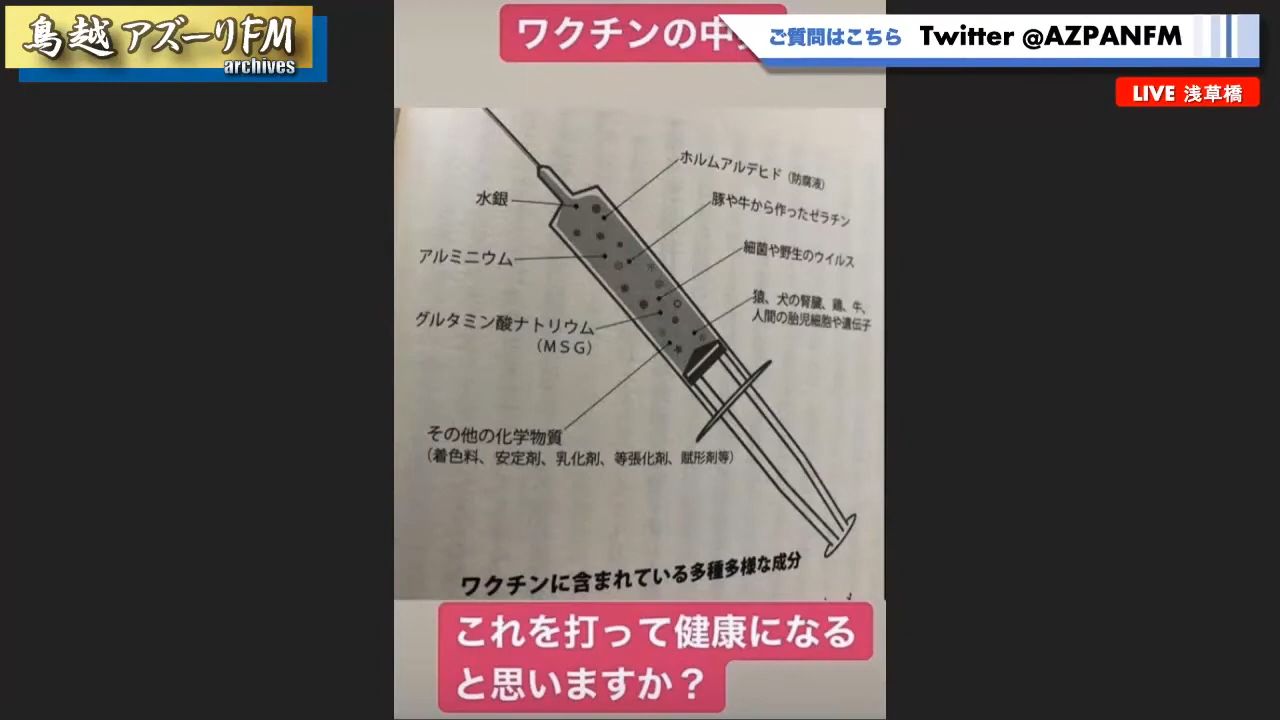 鳥越アズーリFM
archives
ワクチンの中
ご質問はこちら Twitter @AZPANFM
LIVE 浅草橋
ホルムアルデヒド(防腐液)
水銀
豚や牛から作ったゼラチン
アルミニウム
細菌や野生のウイルス
猿、犬の腎臓、鶏、牛、
人間の胎児細胞や遺伝子
グルタミン酸ナトリウム
(MSG)
その他の化学物質
(着色料、安定剤、乳化剤、等張化剤、賦形剤等)
ワクチンに含まれている多種多様な成分
これを打って健康になる
と思いますか?